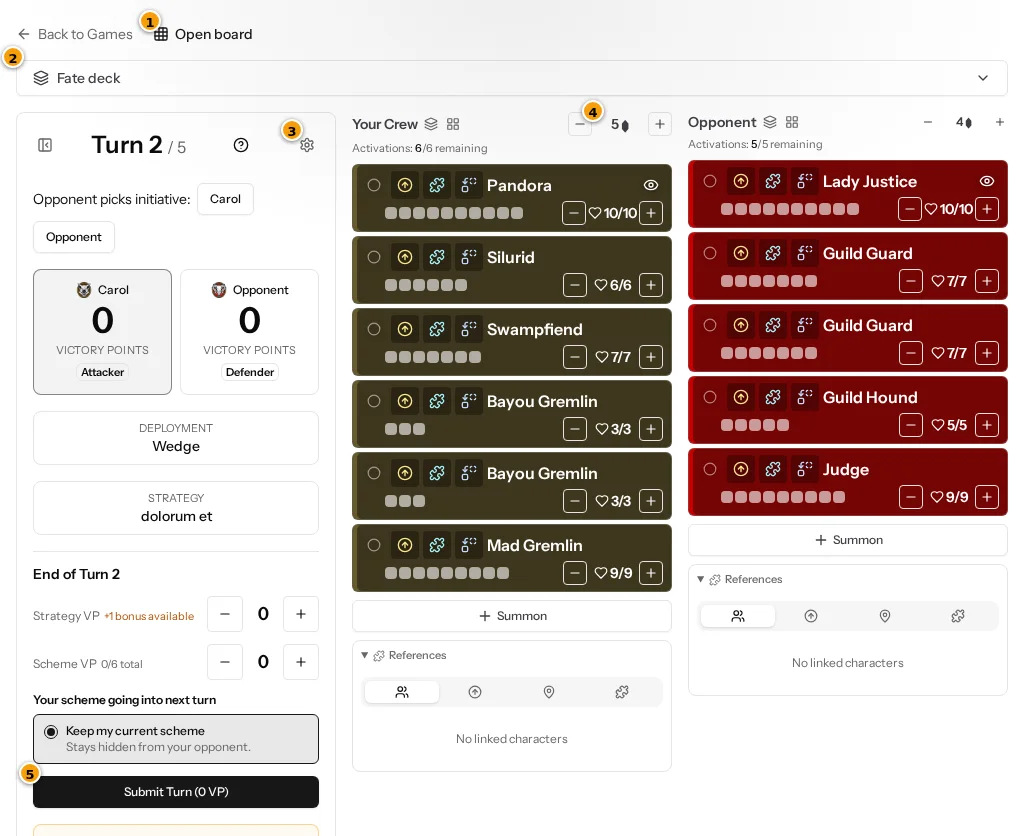 1
Back to Games
Open board
2
Fate deck
3
Turn 2 / 5
Opponent picks initiative:
Carol
Opponent
Carol
0
VICTORY POINTS
Attacker
Opponent
0
VICTORY POINTS
Defender
DEPLOYMENT
Wedge
STRATEGY
dolorum et
End of Turn 2
Strategy VP +1 bonus available
− 0 +
Scheme VP 0/6 total
− 0 +
Your scheme going into next turn
Keep my current scheme
Stays hidden from your opponent.
5
Submit Turn (0 VP)
Your Crew
4
− 5 +
Activations: 6/6 remaining
Pandora
− 10/10 +
Silurid
− 6/6 +
Swampfiend
− 7/7 +
Bayou Gremlin
− 3/3 +
Bayou Gremlin
− 3/3 +
Mad Gremlin
− 9/9 +
+ Summon
References
No linked characters
Opponent
− 4 +
Activations: 5/5 remaining
Lady Justice
− 10/10 +
Guild Guard
− 7/7 +
Guild Guard
− 7/7 +
Guild Hound
− 5/5 +
Judge
− 9/9 +
+ Summon
References
No linked characters